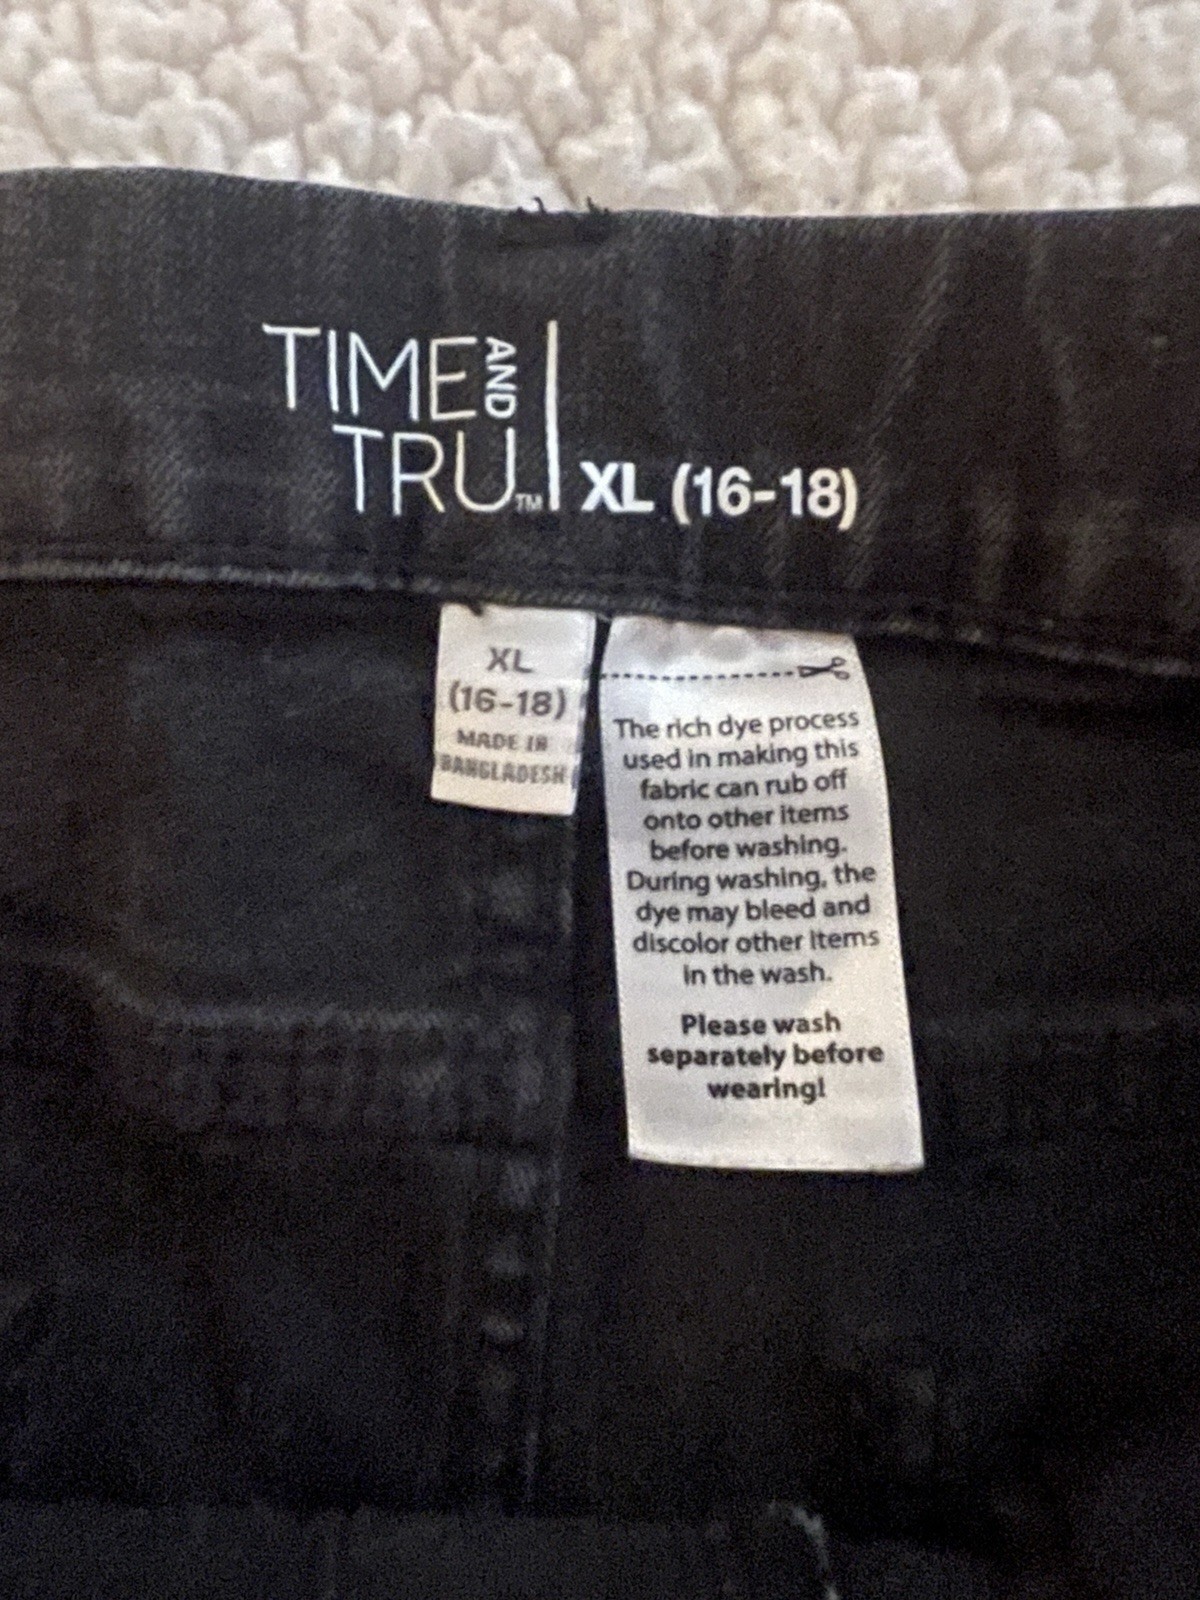 TIME AND
TRU™
XL (16-18)
XL
(16-18)
MADE IN
BANGLADESH
The rich dye process
used in making this
fabric can rub off
onto other items
before washing.
During washing, the
dye may bleed and
discolor other items
in the wash.
Please wash
separately before
wearing!